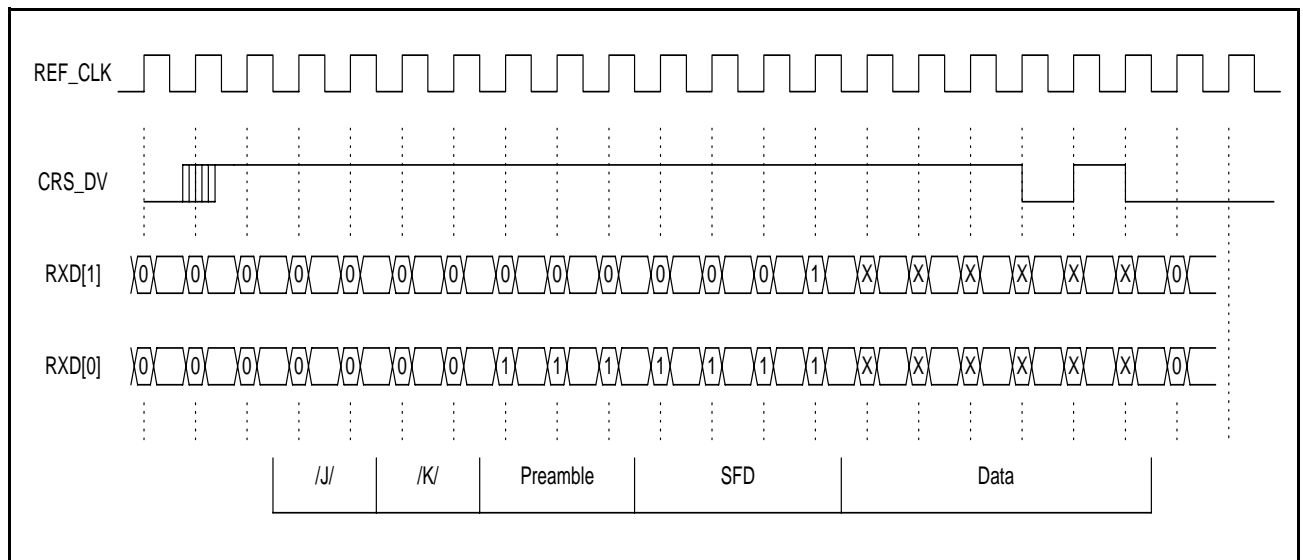 REF_CLK
CRS_DV
RXD[1] 0 0 0 0 0 0 0 0 0 0 0 0 0 1 X X X X X X 0
RXD[0] 0 0 0 0 0 0 0 1 1 1 1 1 1 1 X X X X X X 0
/J/ /K/ Preamble SFD Data